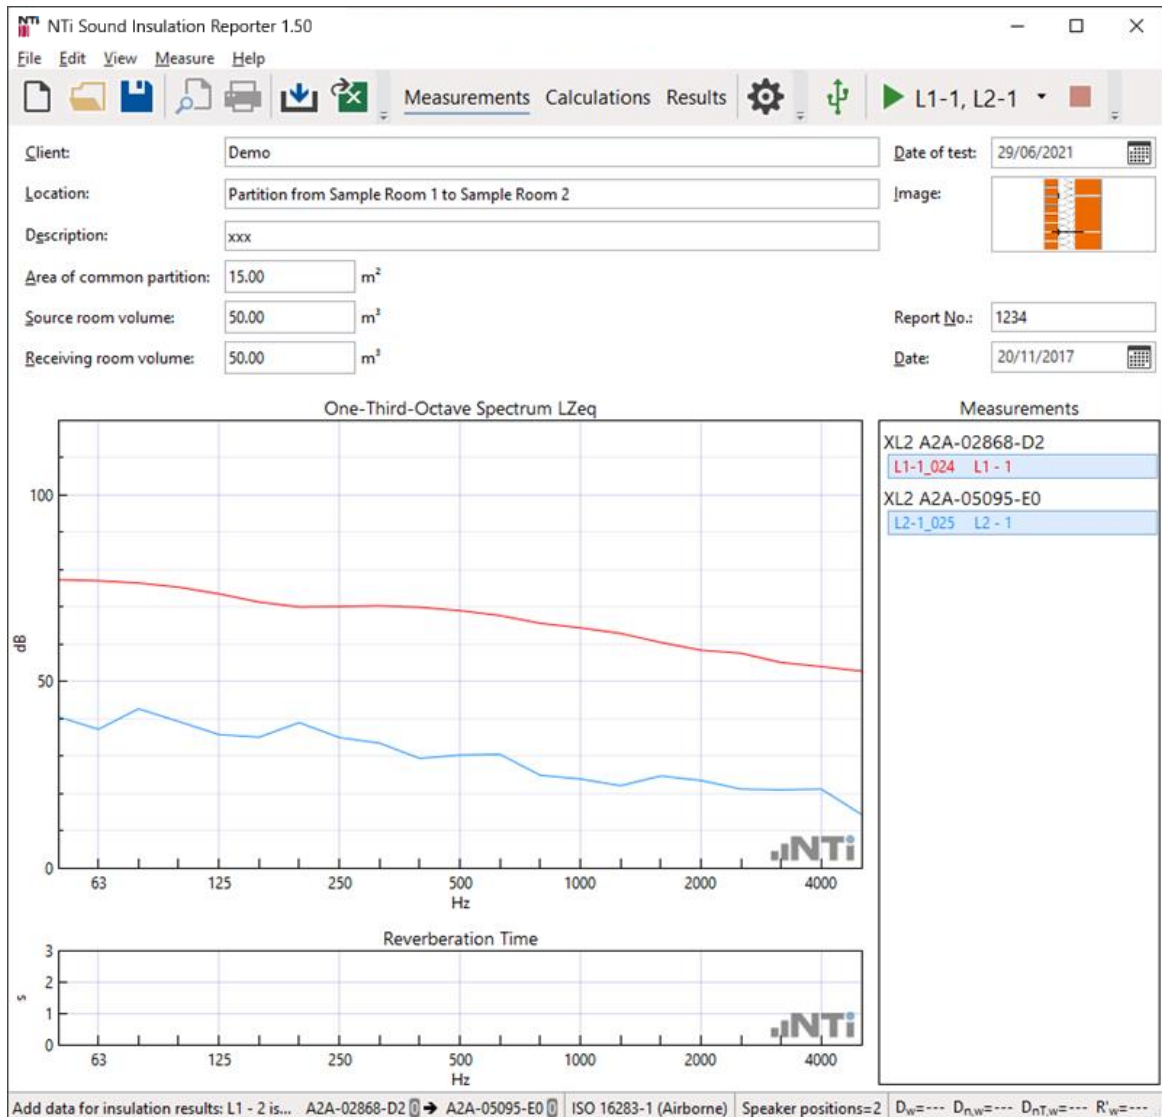 NTi Sound Insulation Reporter 1.50
File Edit View Measure Help
Measurements Calculations Results L1-1, L2-1
Client: Demo Date of test: 29/06/2021
Location: Partition from Sample Room 1 to Sample Room 2 Image:
Description: xxx
Area of common partition: 15.00 m²
Source room volume: 50.00 m³ Report No.: 1234
Receiving room volume: 50.00 m³ Date: 20/11/2017
One-Third-Octave Spectrum LZeq
100
50
0
dB
NTi
63 125 250 500 1000 2000 4000
Hz
Reverberation Time
3
2
1
0
s
NTi
63 125 250 500 1000 2000 4000
Hz
Measurements
XL2 A2A-02868-D2
L1-1_024 L1 - 1
XL2 A2A-05095-E0
L2-1_025 L2 - 1
Add data for insulation results: L1 - 2 is... A2A-02868-D2 0 → A2A-05095-E0 0 ISO 16283-1 (Airborne) Speaker positions=2 Dw=--- Dn,w=--- DnT,w=--- R'w=---